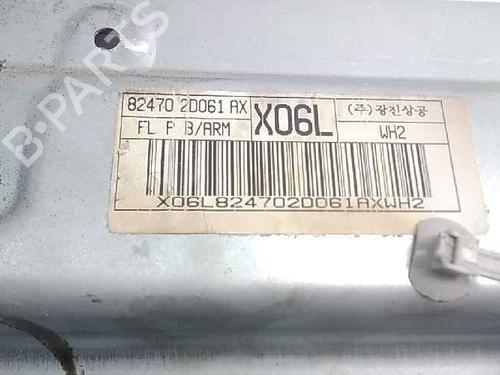 82470 2D061 AX
X06L
(주)광진상공
FL P B/ARM
WH2
X06L824702D061AXWH2
B-Parts